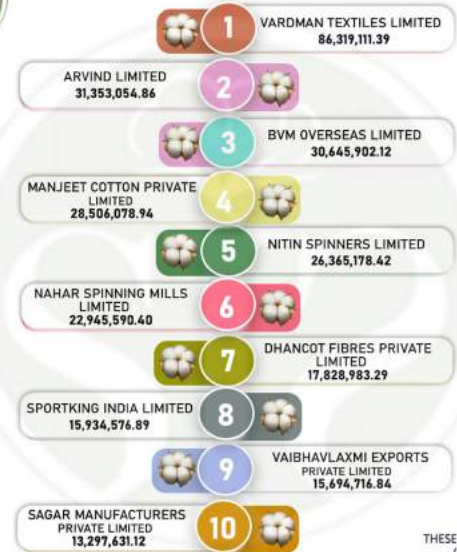 1
VARDMAN TEXTILES LIMITED
86,319,111.39
ARVIND LIMITED
31,353,054.86
2
3
BVM OVERSEAS LIMITED
30,645,902.12
MANJEET COTTON PRIVATE
LIMITED
28,506,078.94
4
5
NITIN SPINNERS LIMITED
26,365,178.42
NAHAR SPINNING MILLS
LIMITED
22,945,590.40
6
7
DHANCOT FIBRES PRIVATE
LIMITED
17,828,983.29
SPORTKING INDIA LIMITED
15,934,576.89
8
9
VAIBHAVLAXMI EXPORTS
PRIVATE LIMITED
15,694,716.84
SAGAR MANUFACTURERS
PRIVATE LIMITED
13,297,631.12
10
THESE